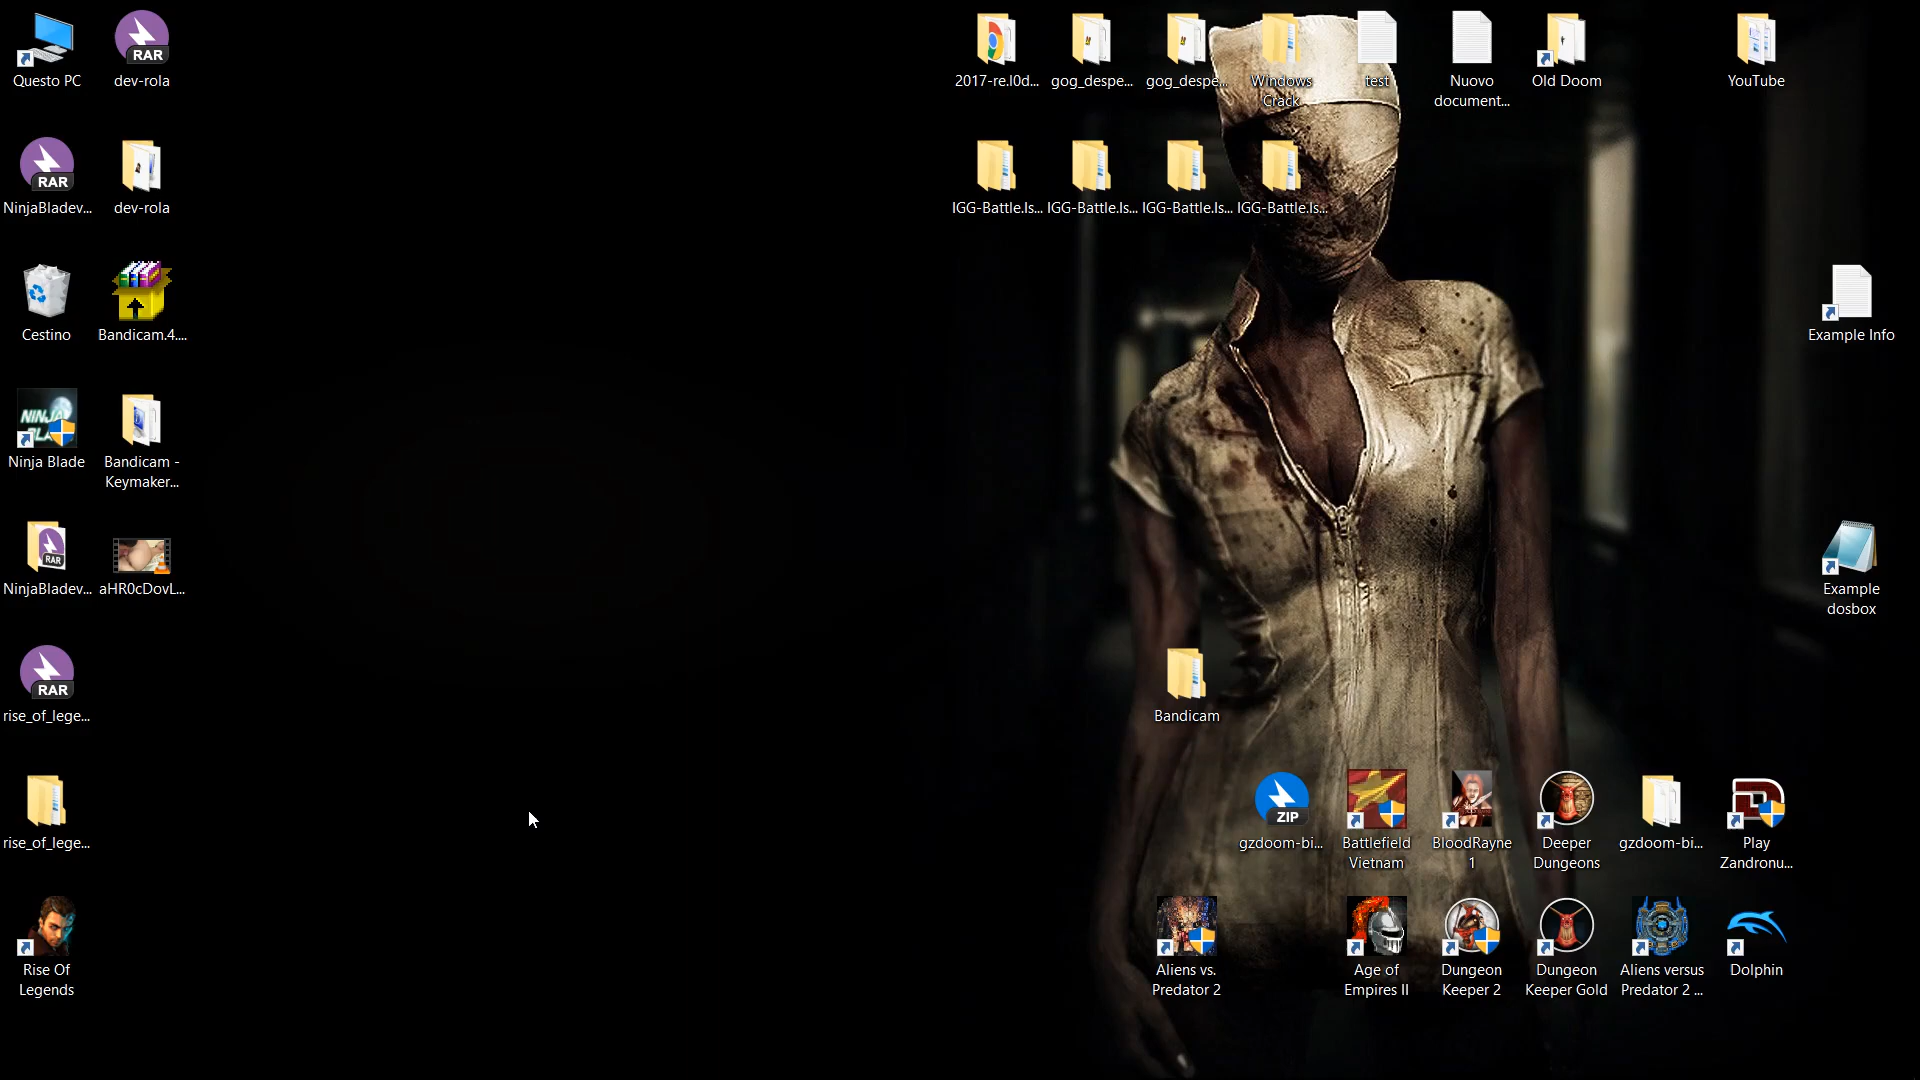 Questo PC
dev-rola
2017-re.l0d...
gog_despe...
gog_despe...
Windows
Crack
test
Nuovo
document...
Old Doom
YouTube
RAR
RAR
NinjaBladev...
dev-rola
IGG-Battle.Is...
IGG-Battle.Is...
IGG-Battle.Is...
IGG-Battle.Is...
Cestino
Bandicam.4....
Example Info
Ninja Blade
Bandicam -
Keymaker...
RAR
NinjaBladev...
aHR0cDovL...
Example
dosbox
RAR
rise_of_lege...
Bandicam
ZIP
rise_of_lege...
gzdoom-bi...
Battlefield
Vietnam
BloodRayne
1
Deeper
Dungeons
gzdoom-bi...
Play
Zandronu...
Rise Of
Legends
Aliens vs.
Predator 2
Age of
Empires II
Dungeon
Keeper 2
Dungeon
Keeper Gold
Aliens versus
Predator 2 ...
Dolphin